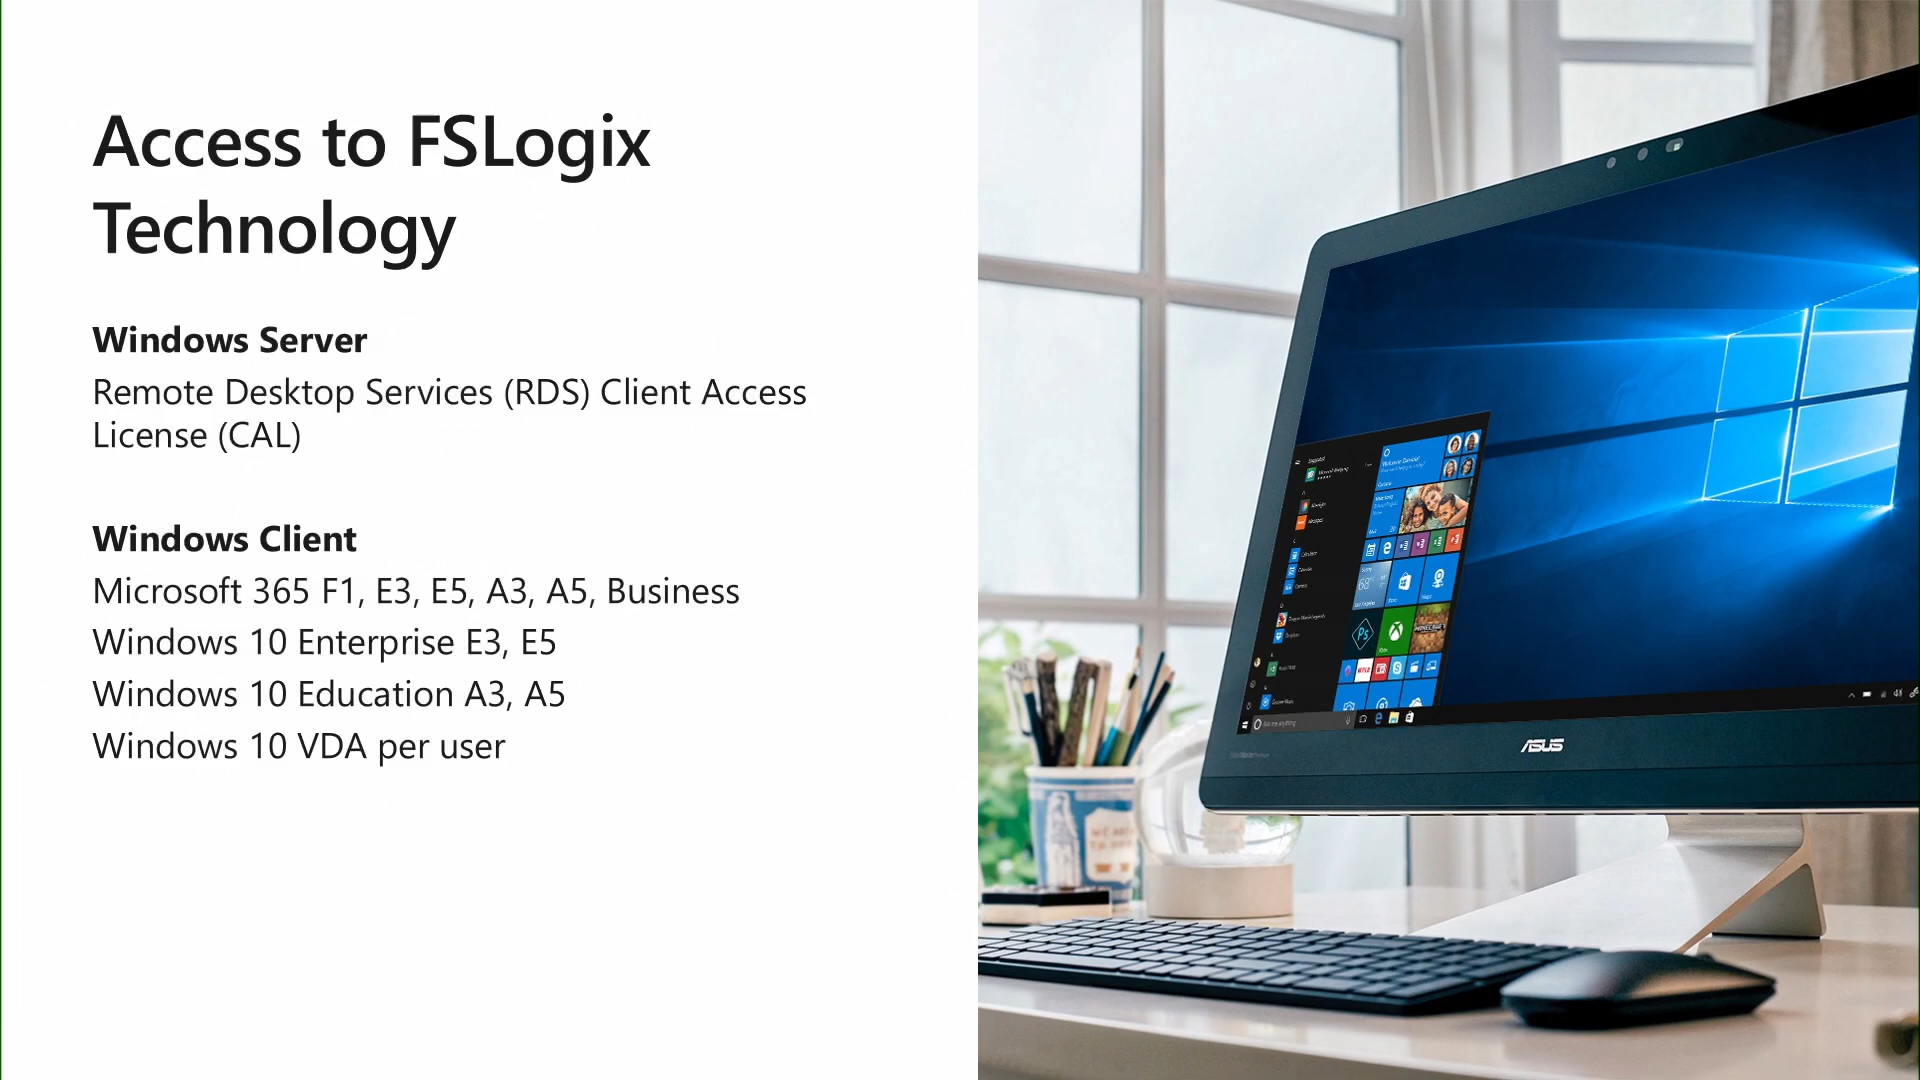 Access to FSLogix
Technology
Windows Server
Remote Desktop Services (RDS) Client Access
License (CAL)
Windows Client
Microsoft 365 F1, E3, E5, A3, A5, Business
Windows 10 Enterprise E3, E5
Windows 10 Education A3, A5
Windows 10 VDA per user
Ps
ASUS